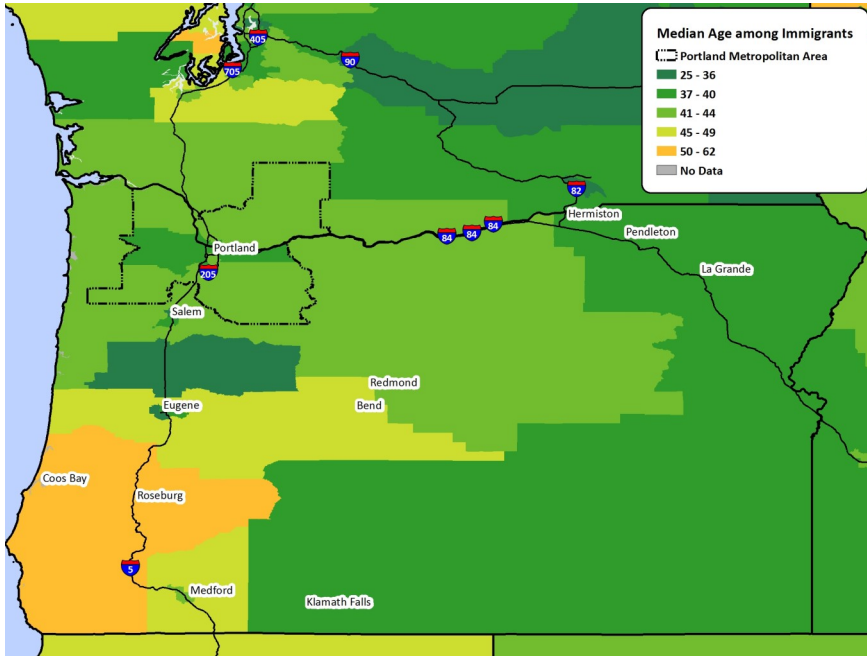 Median Age among Immigrants
Portland Metropolitan Area
25 - 36
37 - 40
41 - 44
45 - 49
50 - 62
No Data
405
705
90
82
Hermiston
84
84
84
Pendleton
Portland
La Grande
205
Salem
Redmond
Eugene
Bend
Coos Bay
Roseburg
5
Medford
Klamath Falls